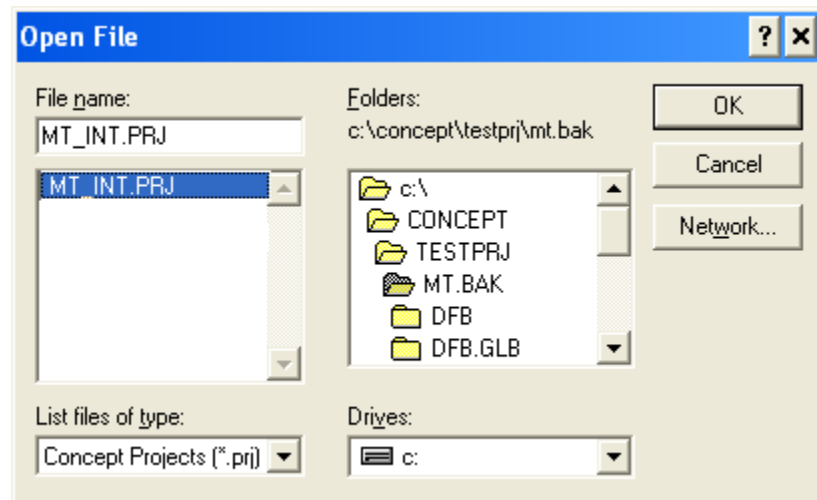 Open File
File name:
MT_INT.PRJ
MT_INT.PRJ
Folders:
c:\concept\testprj\mt.bak
c:\
CONCEPT
TESTPRJ
MT.BAK
DFB
DFB.GLB
OK
Cancel
Network...
List files of type:
Concept Projects (*.prj)
Drives:
c: